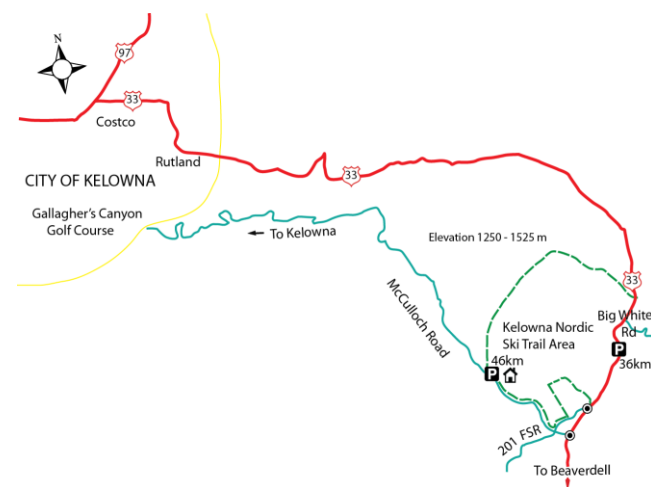 N
97
33
Costco
Rutland
CITY OF KELOWNA
33
Gallagher's Canyon
Golf Course
To Kelowna
Elevation 1250 - 1525 m
33
McCulloch Road
Big White
Rd
Kelowna Nordic
Ski Trail Area
P
46km
P
36km
201 FSR
To Beaverdell